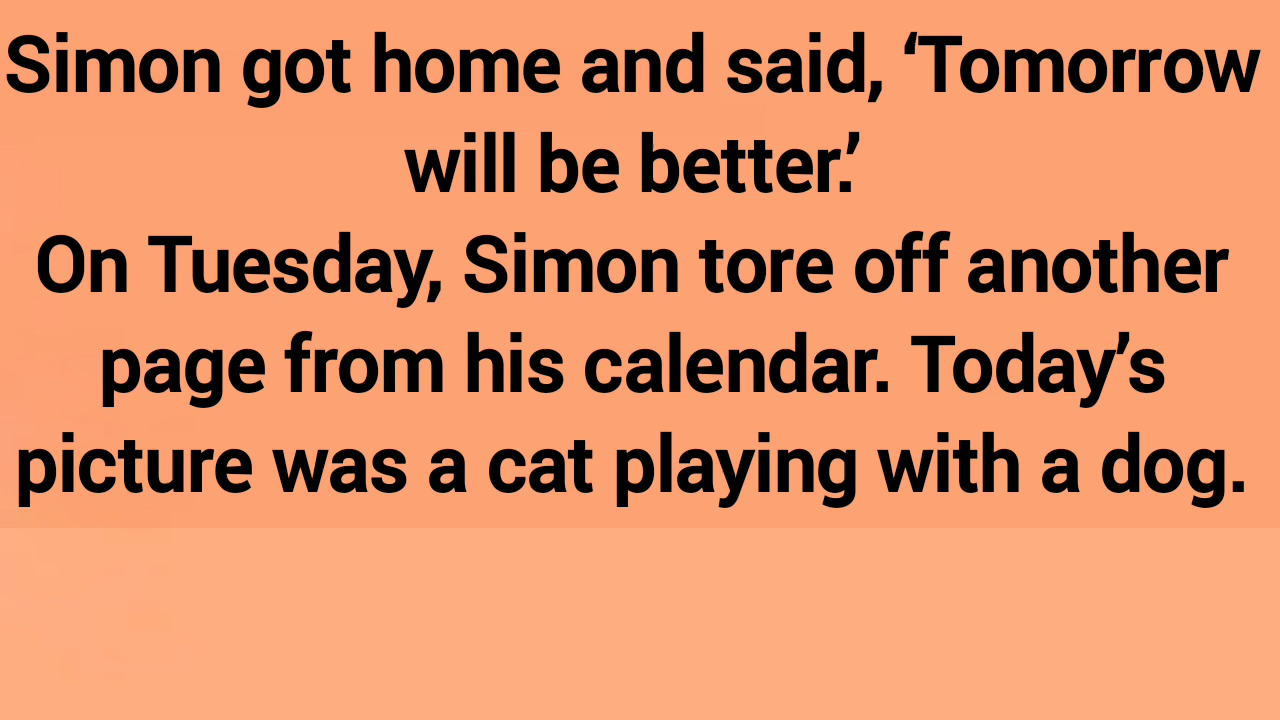 Simon got home and said, ‘Tomorrow
will be better.’
On Tuesday, Simon tore off another
page from his calendar. Today’s
picture was a cat playing with a dog.